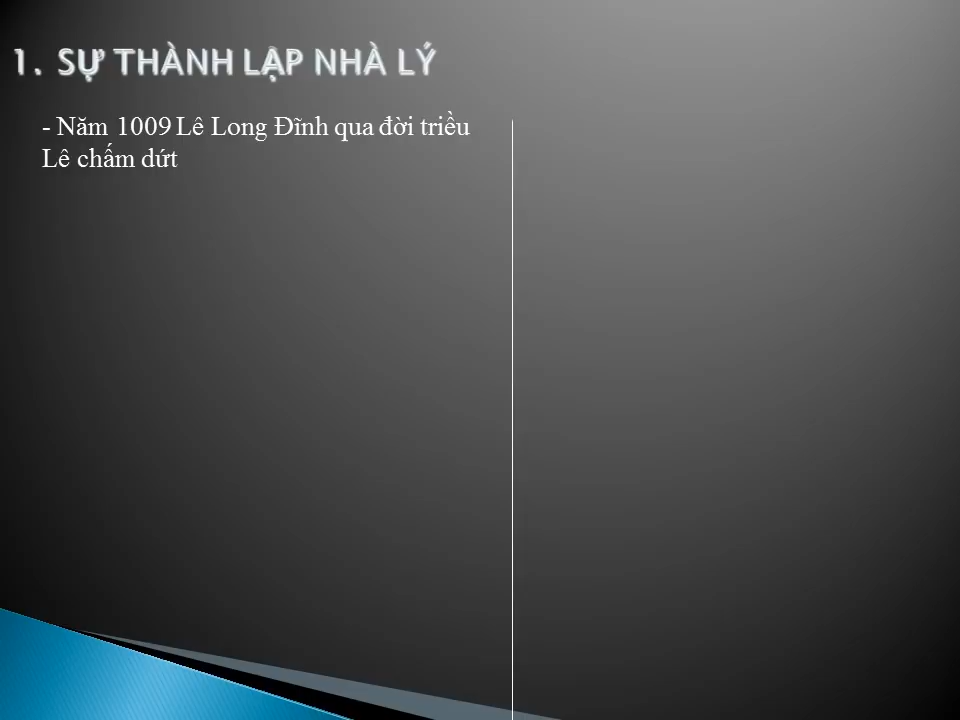 1. SỰ THÀNH LẬP NHÀ LÝ
- Năm 1009 Lê Long Đĩnh qua đời triều
Lê chấm dứt